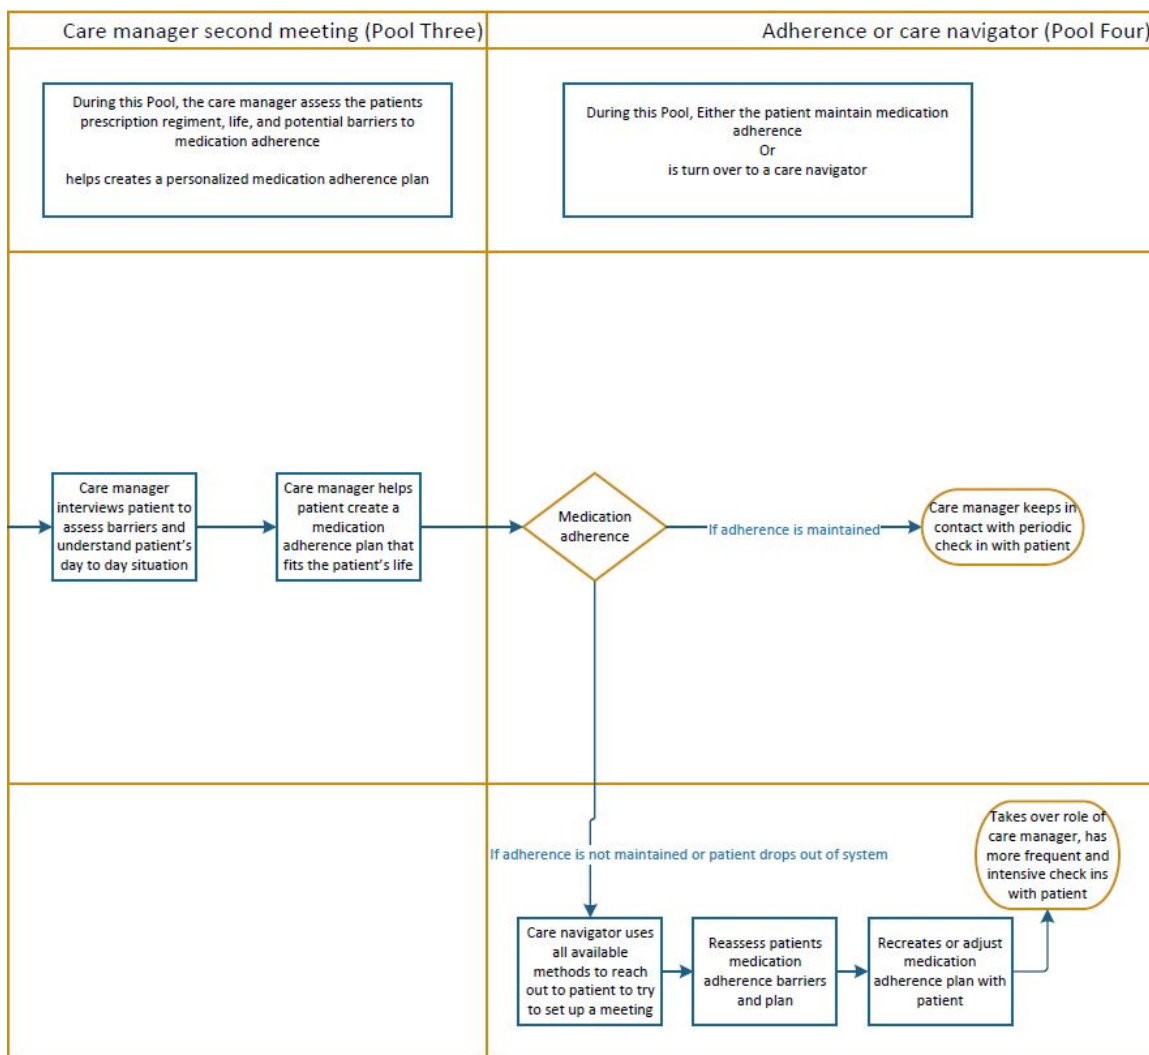 Care manager second meeting (Pool Three)
Adherence or care navigator (Pool Four)
During this Pool, the care manager assess the patients
prescription regiment, life, and potential barriers to
medication adherence
helps creates a personalized medication adherence plan
During this Pool, Either the patient maintain medication
adherence
Or
is turn over to a care navigator
Care manager
interviews patient to
assess barriers and
understand patient's
day to day situation
Care manager helps
patient create a
medication
adherence plan that
fits the patient's life
Medication
adherence
If adherence is maintained
Care manager keeps in
contact with periodic
check in with patient
If adherence is not maintained or patient drops out of system
Takes over role of
care manager, has
more frequent and
intensive check ins
with patient
Care navigator uses
all available
methods to reach
out to patient to try
to set up a meeting
Reassess patients
medication
adherence barriers
and plan
Recreates or adjust
medication
adherence plan with
patient